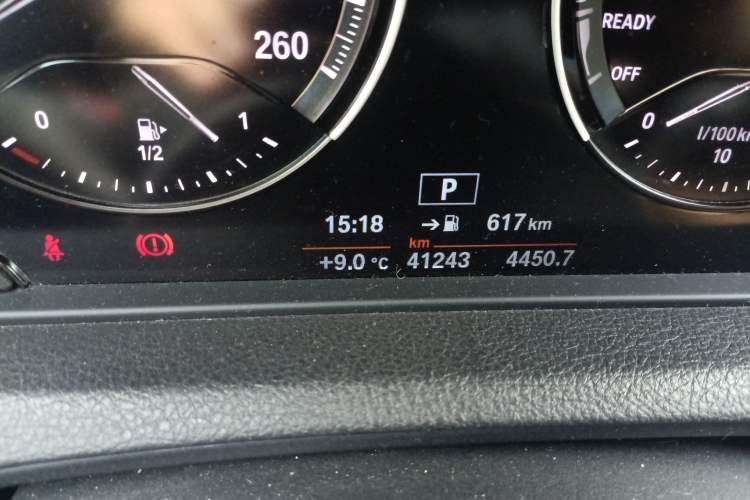 260
READY
OFF
0
1
1/2
0
l/100km
10
P
15:18
617 km
km
+9.0 °C
41243
4450.7